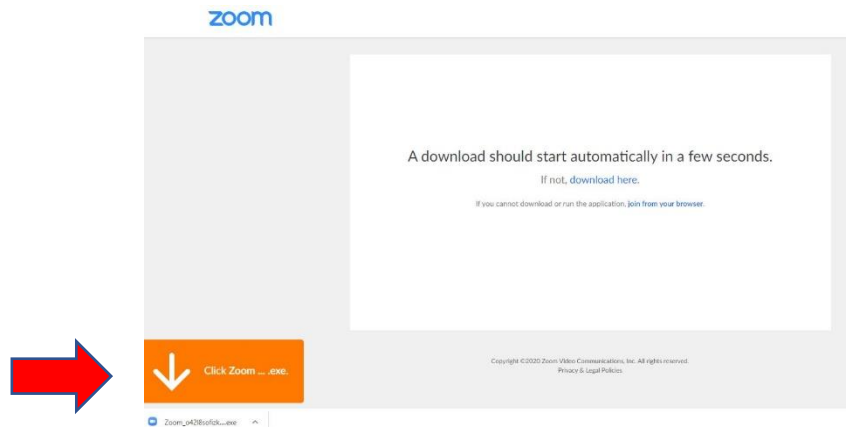 zoom
A download should start automatically in a few seconds.
If not, download here.
If you cannot download or run the application, join from your browser.
Click Zoom ... .exe.
Copyright ©2020 Zoom Video Communications, Inc. All rights reserved.
Privacy & Legal Policies